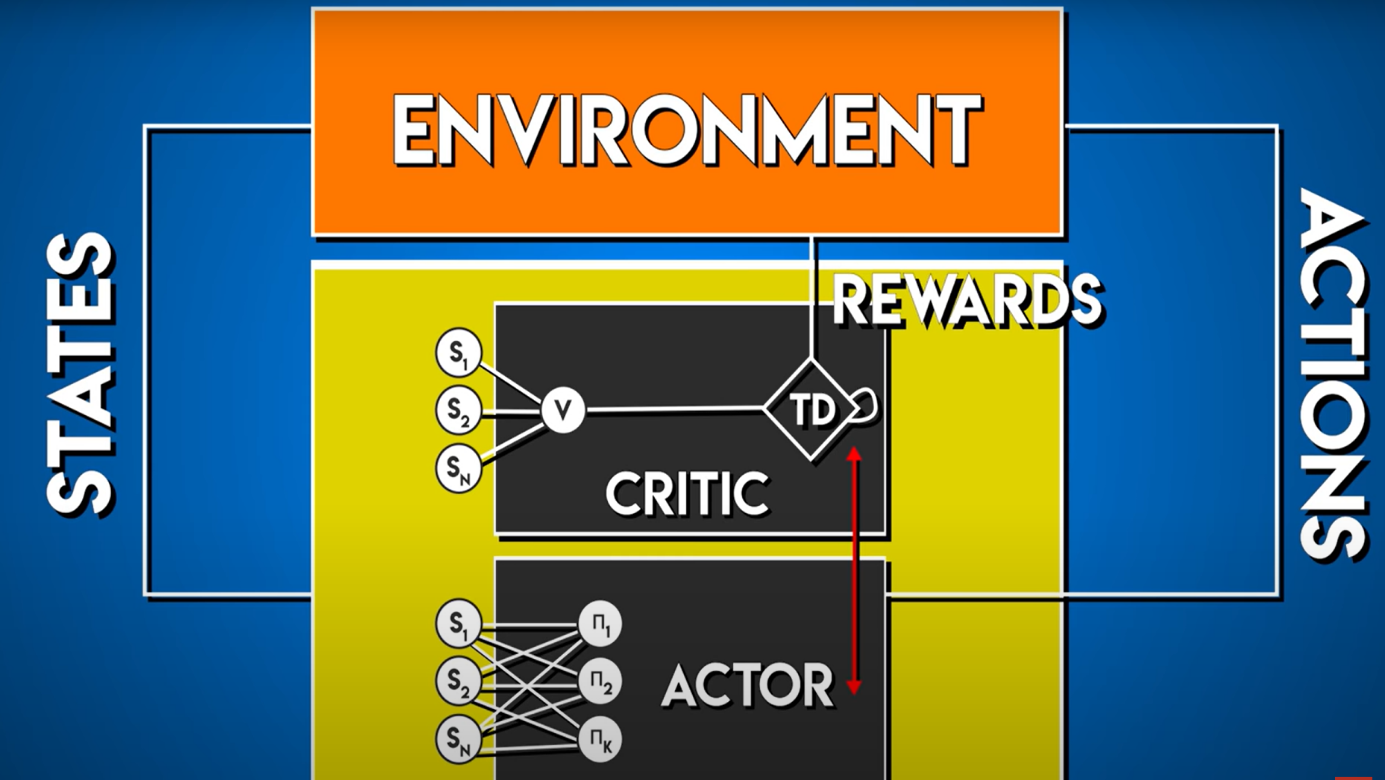 ENVIRONMENT
STATES
ACTIONS
REWARDS
S1
S2
SN
V
TD
CRITIC
S1
S2
SN
Π1
Π2
ΠK
ACTOR